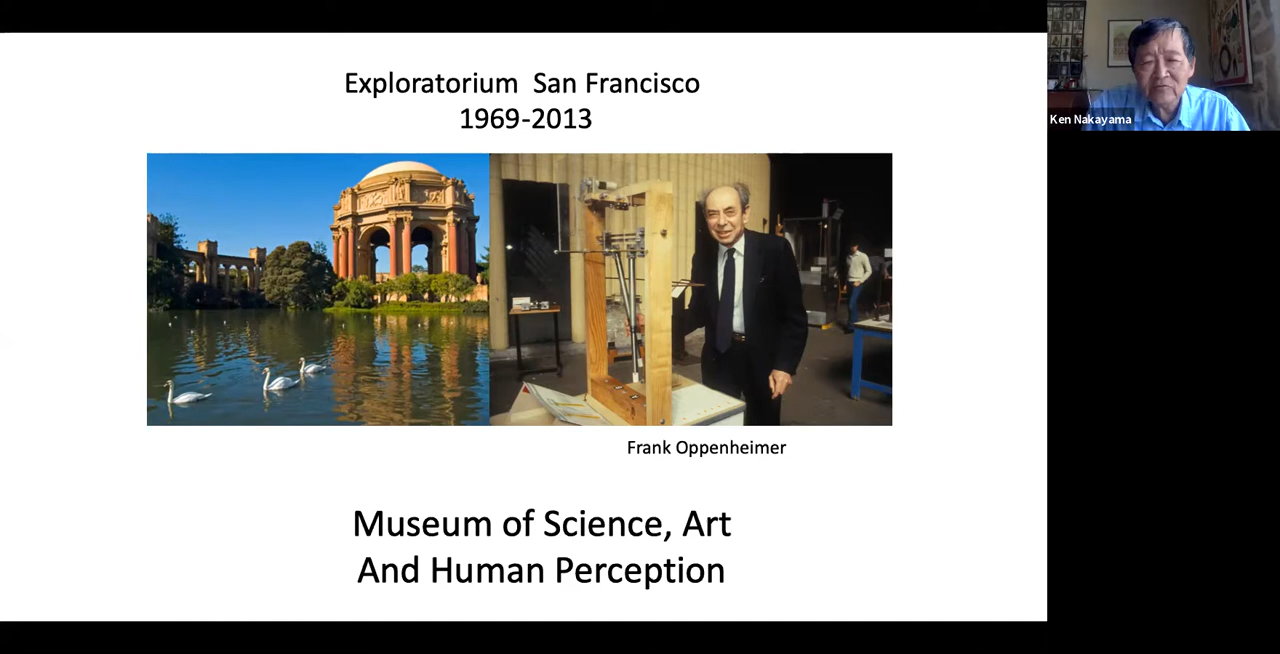 Exploratorium  San Francisco
1969-2013
Ken Nakayama
Frank Oppenheimer
Museum of Science, Art
And Human Perception